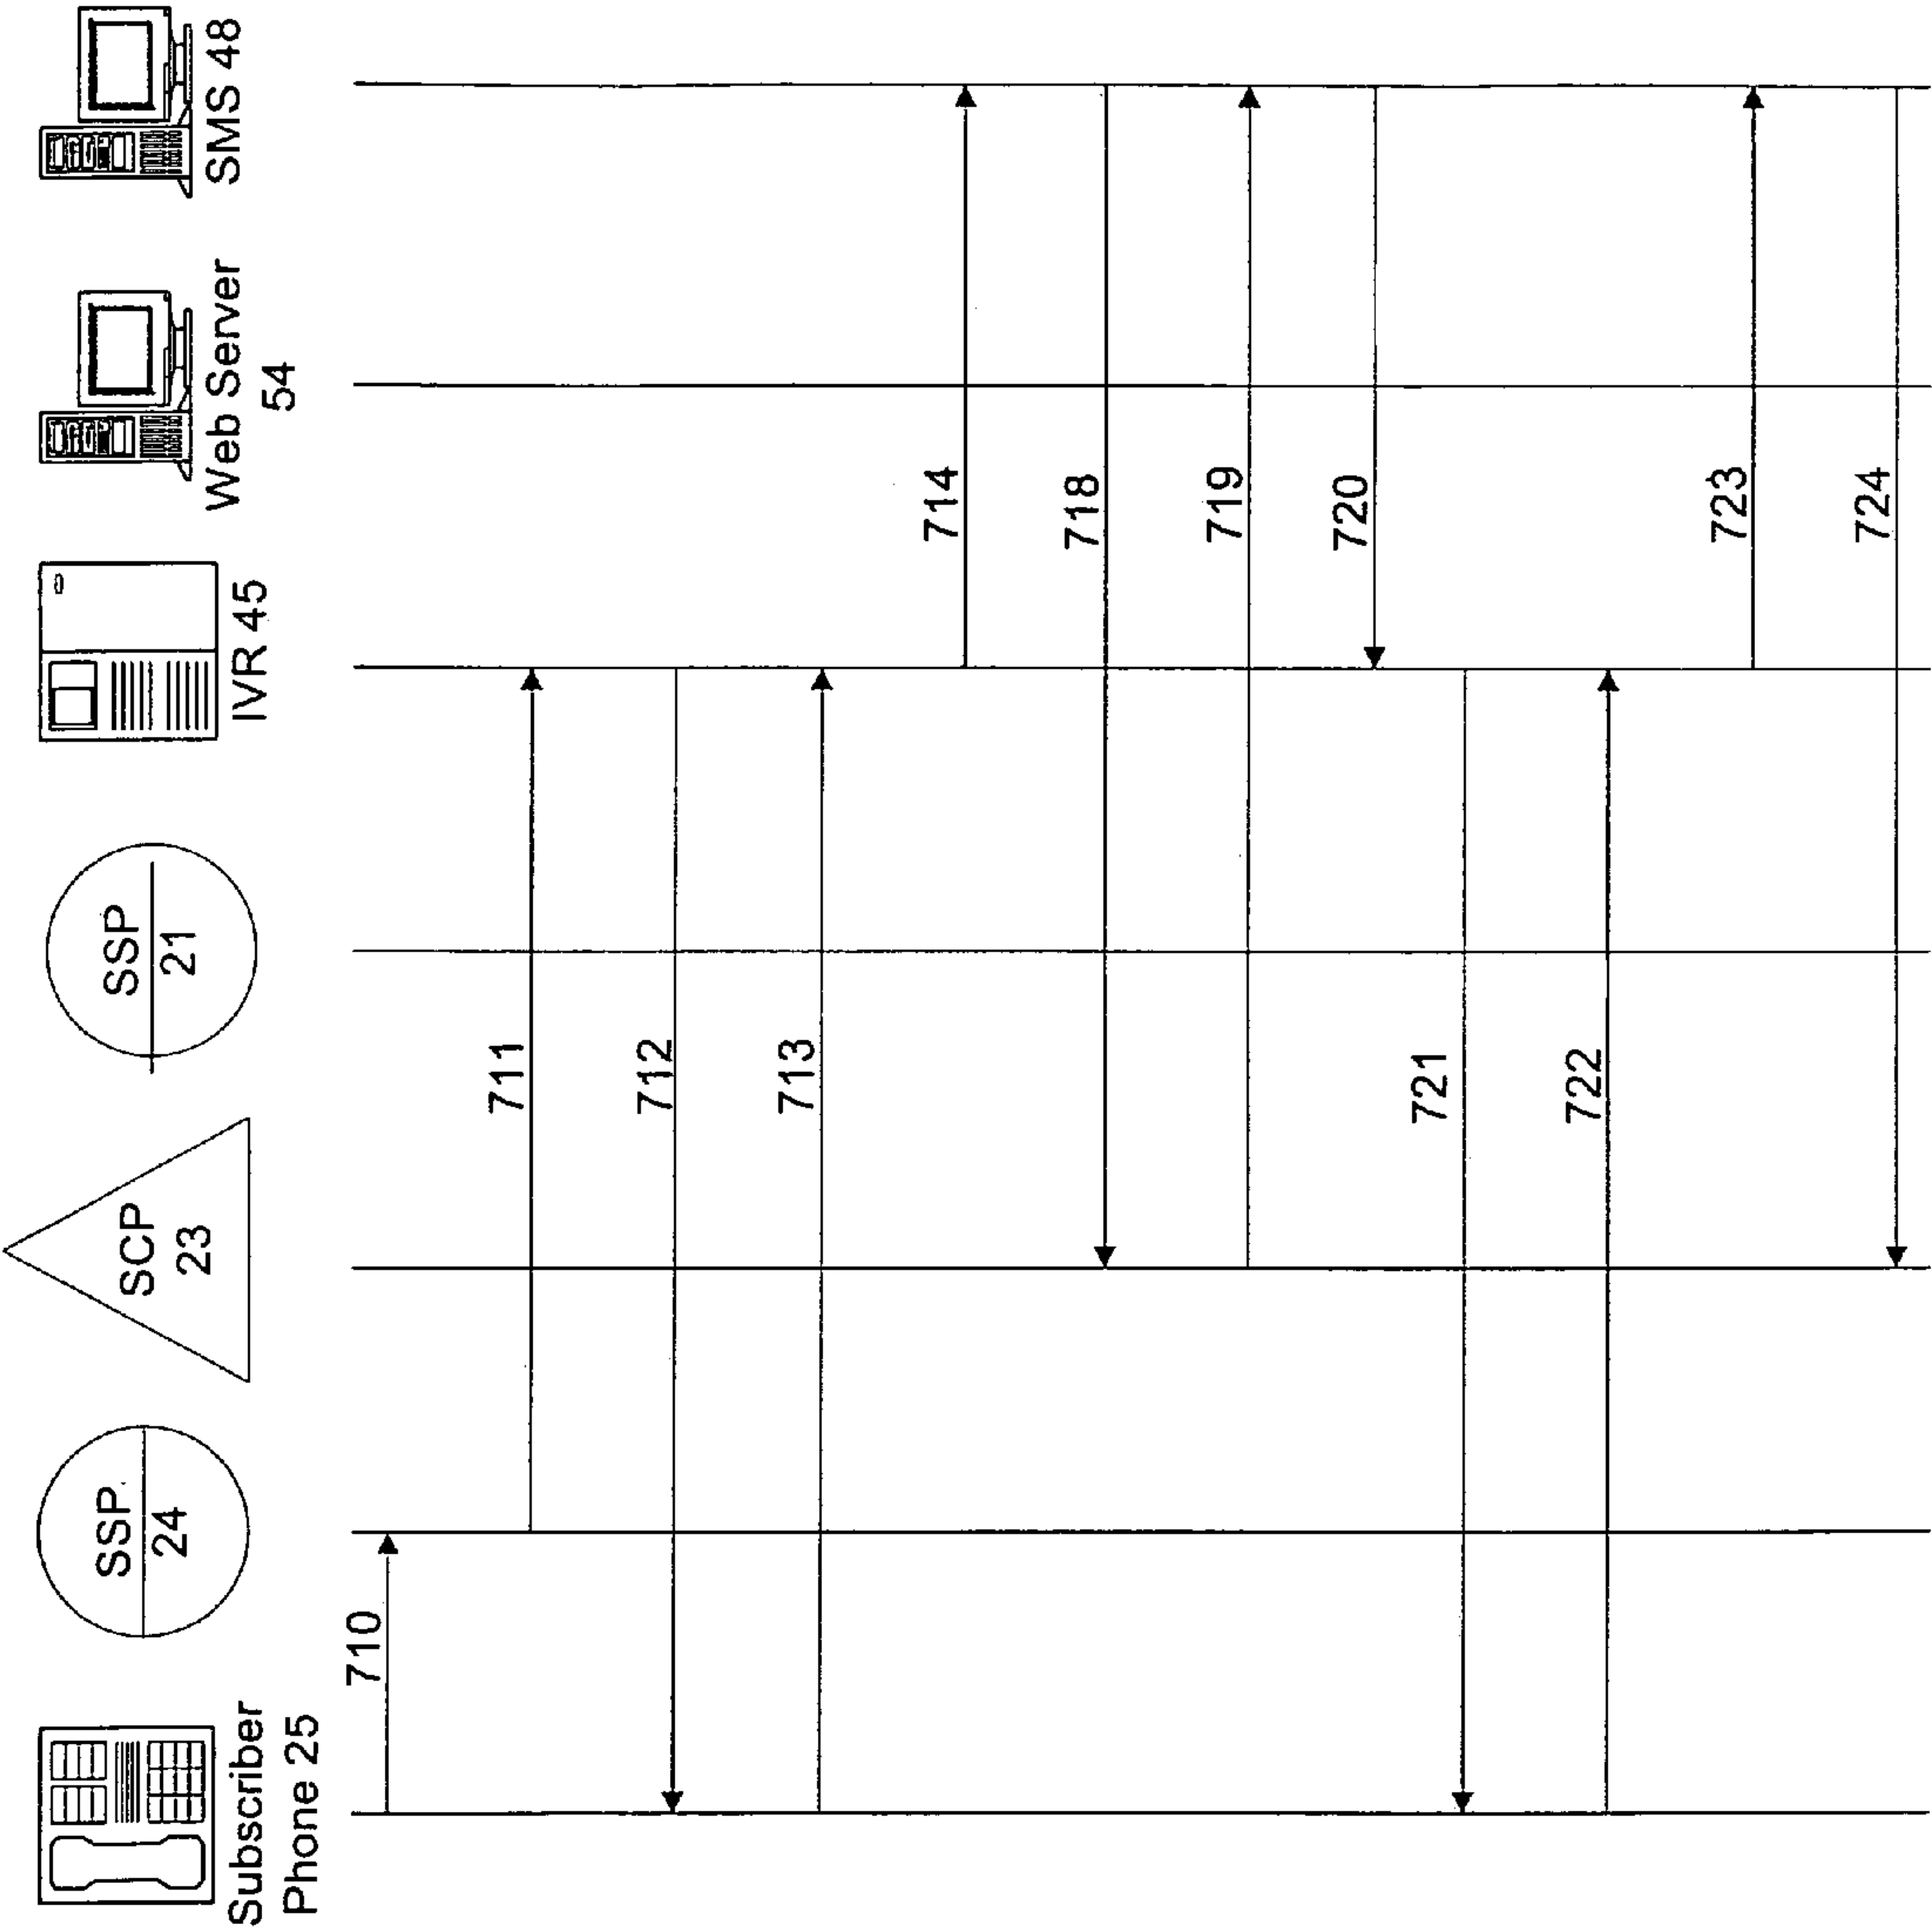 Subscriber
Phone 25
SSP
24
SCP
23
SSP
21
IVR 45
Web Server
54
SMS 48
710
711
712
713
714
718
719
720
721
722
723
724